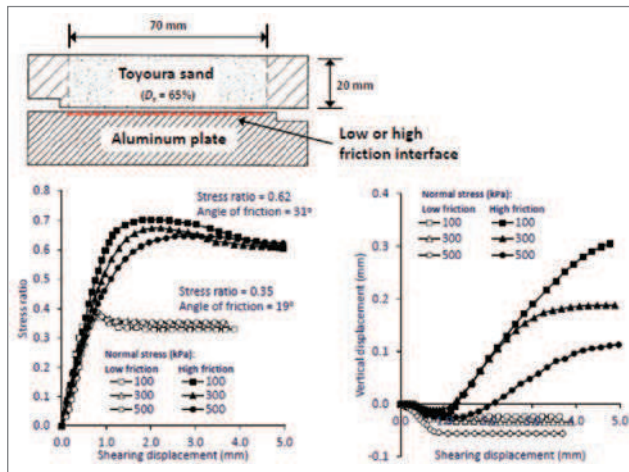 70 mm
Toyoura sand
(Dr = 65%)
20 mm
Aluminum plate
Low or high
friction interface
0.8
0.7
0.6
0.5
0.4
0.3
0.2
0.1
0.0
Stress ratio
Stress ratio = 0.62
Angle of friction = 31°
Stress ratio = 0.35
Angle of friction = 19°
Normal stress (kPa):
Low friction High friction
100 100
300 300
500 500
0.0 1.0 2.0 3.0 4.0 5.0
Shearing displacement (mm)
Normal stress (kPa):
Low friction High friction
100 100
300 300
500 500
0.4
0.3
0.2
0.1
0.0
-0.1
Vertical displacement (mm)
0.0 1.0 2.0 3.0 4.0 5.0
Shearing displacement (mm)